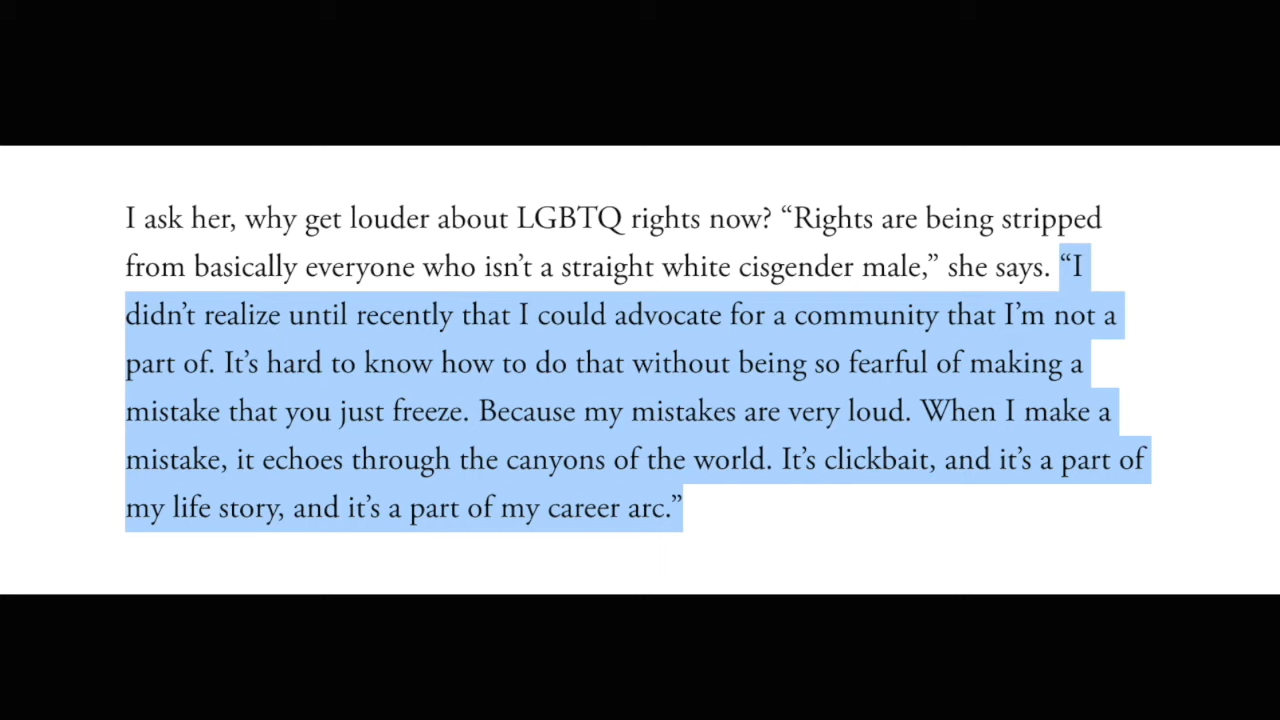 I ask her, why get louder about LGBTQ rights now? “Rights are being stripped
from basically everyone who isn’t a straight white cisgender male,” she says. “I
didn’t realize until recently that I could advocate for a community that I’m not a
part of. It’s hard to know how to do that without being so fearful of making a
mistake that you just freeze. Because my mistakes are very loud. When I make a
mistake, it echoes through the canyons of the world. It’s clickbait, and it’s a part of
my life story, and it’s a part of my career arc.”